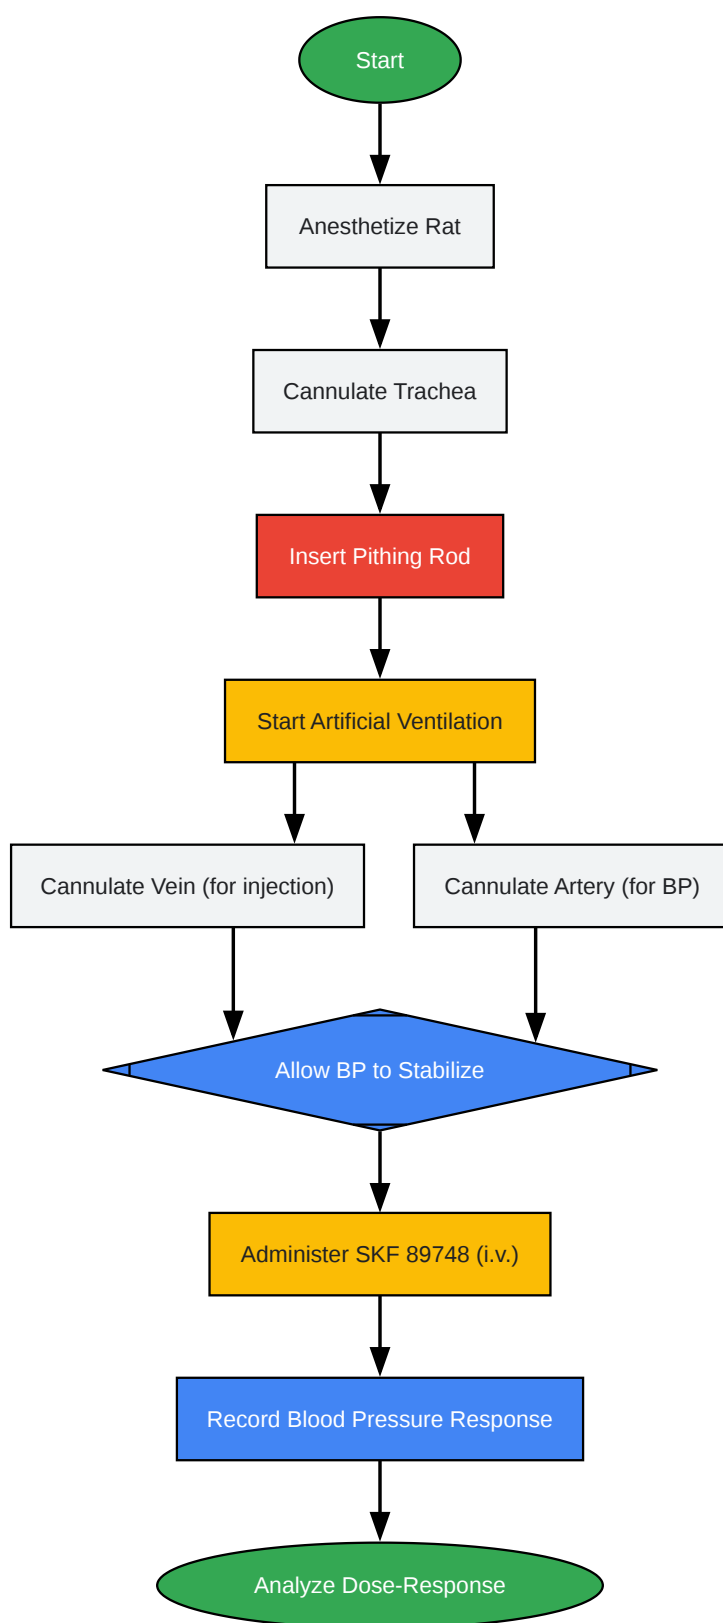 Start
Anesthetize Rat
Cannulate Trachea
Insert Pithing Rod
Start Artificial Ventilation
Cannulate Vein (for injection)
Cannulate Artery (for BP)
Allow BP to Stabilize
Administer SKF 89748 (i.v.)
Record Blood Pressure Response
Analyze Dose-Response